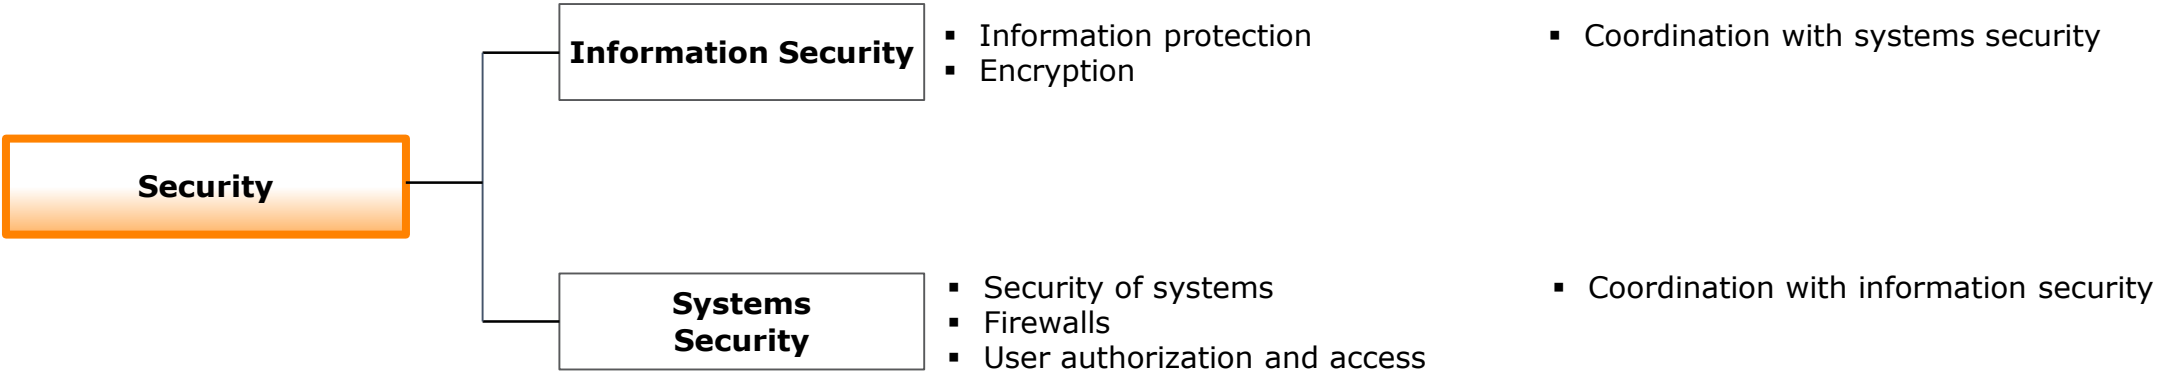 Security
Information Security
▪ Information protection
▪ Encryption
▪ Coordination with systems security
Systems
Security
▪ Security of systems
▪ Firewalls
▪ User authorization and access
▪ Coordination with information security